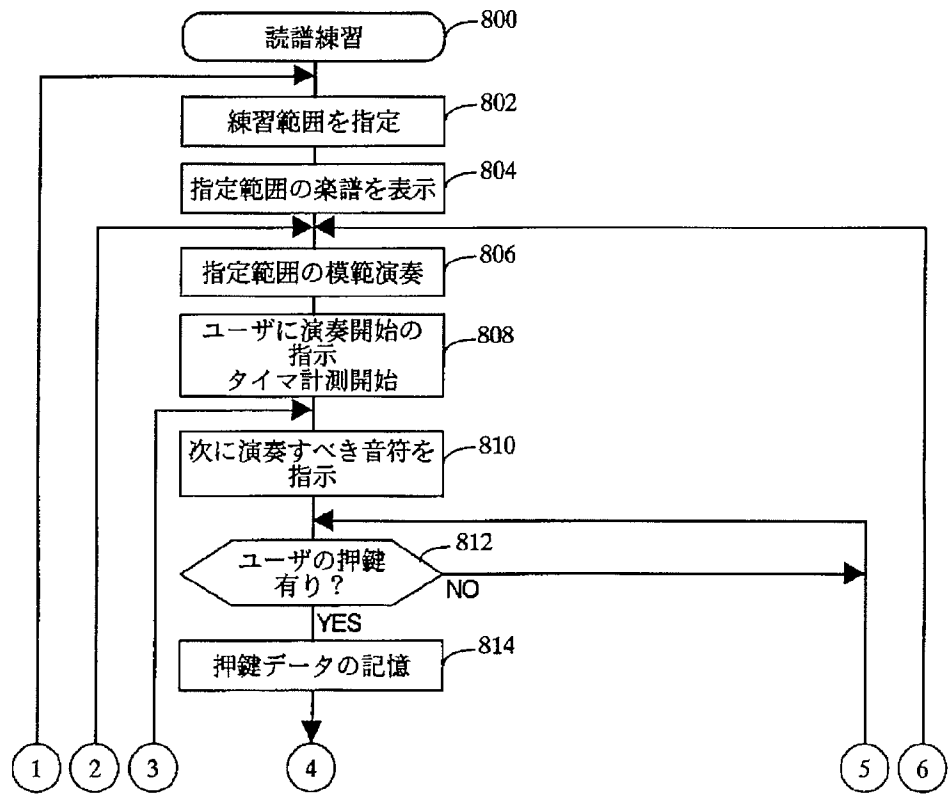 読譜練習
800
練習範囲を指定
802
指定範囲の楽譜を表示
804
指定範囲の模範演奏
806
ユーザに演奏開始の
指示
タイマ計測開始
808
次に演奏すべき音符を
指示
810
ユーザの押鍵
有り?
812
NO
YES
押鍵データの記憶
814
1
2
3
4
5
6